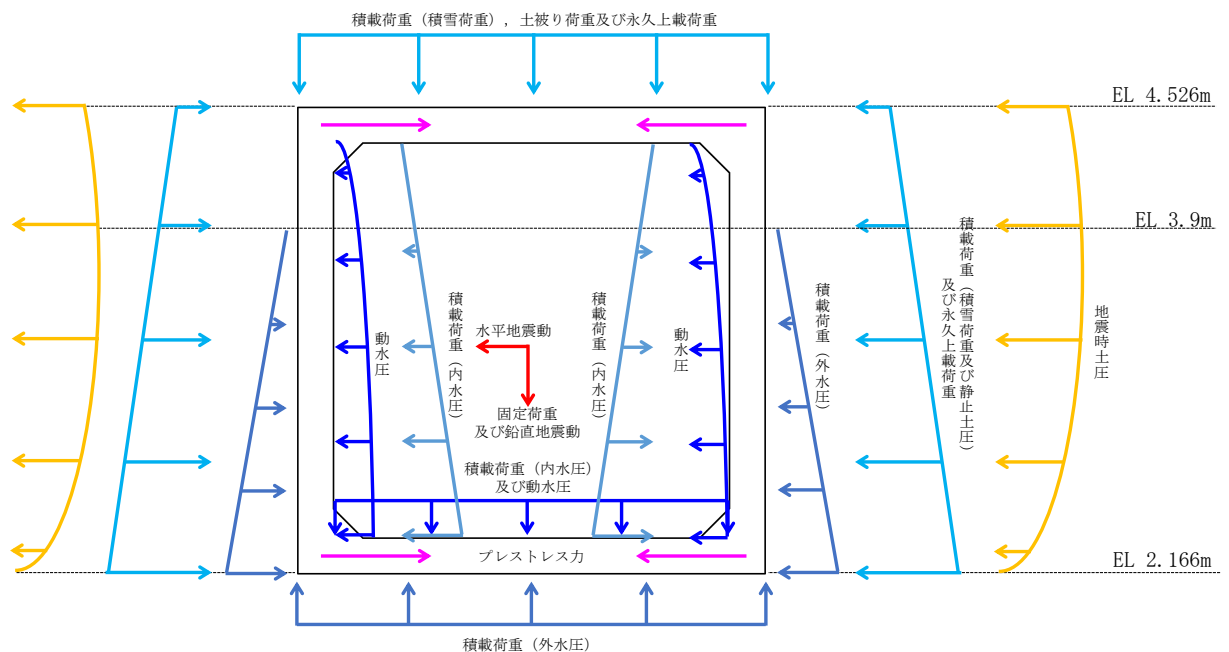 積載荷重（積雪荷重），土被り荷重及び永久上載荷重
EL 4.526m
EL 3.9m
積載荷重（積雪荷重及び静止土圧）
及び永久上載荷重
地震時土圧
積載荷重（外水圧）
動水圧
積載荷重（内水圧）
水平地震動
積載荷重（内水圧）
動水圧
固定荷重
及び鉛直地震動
積載荷重（内水圧）
及び動水圧
プレストレス力
EL 2.166m
積載荷重（外水圧）